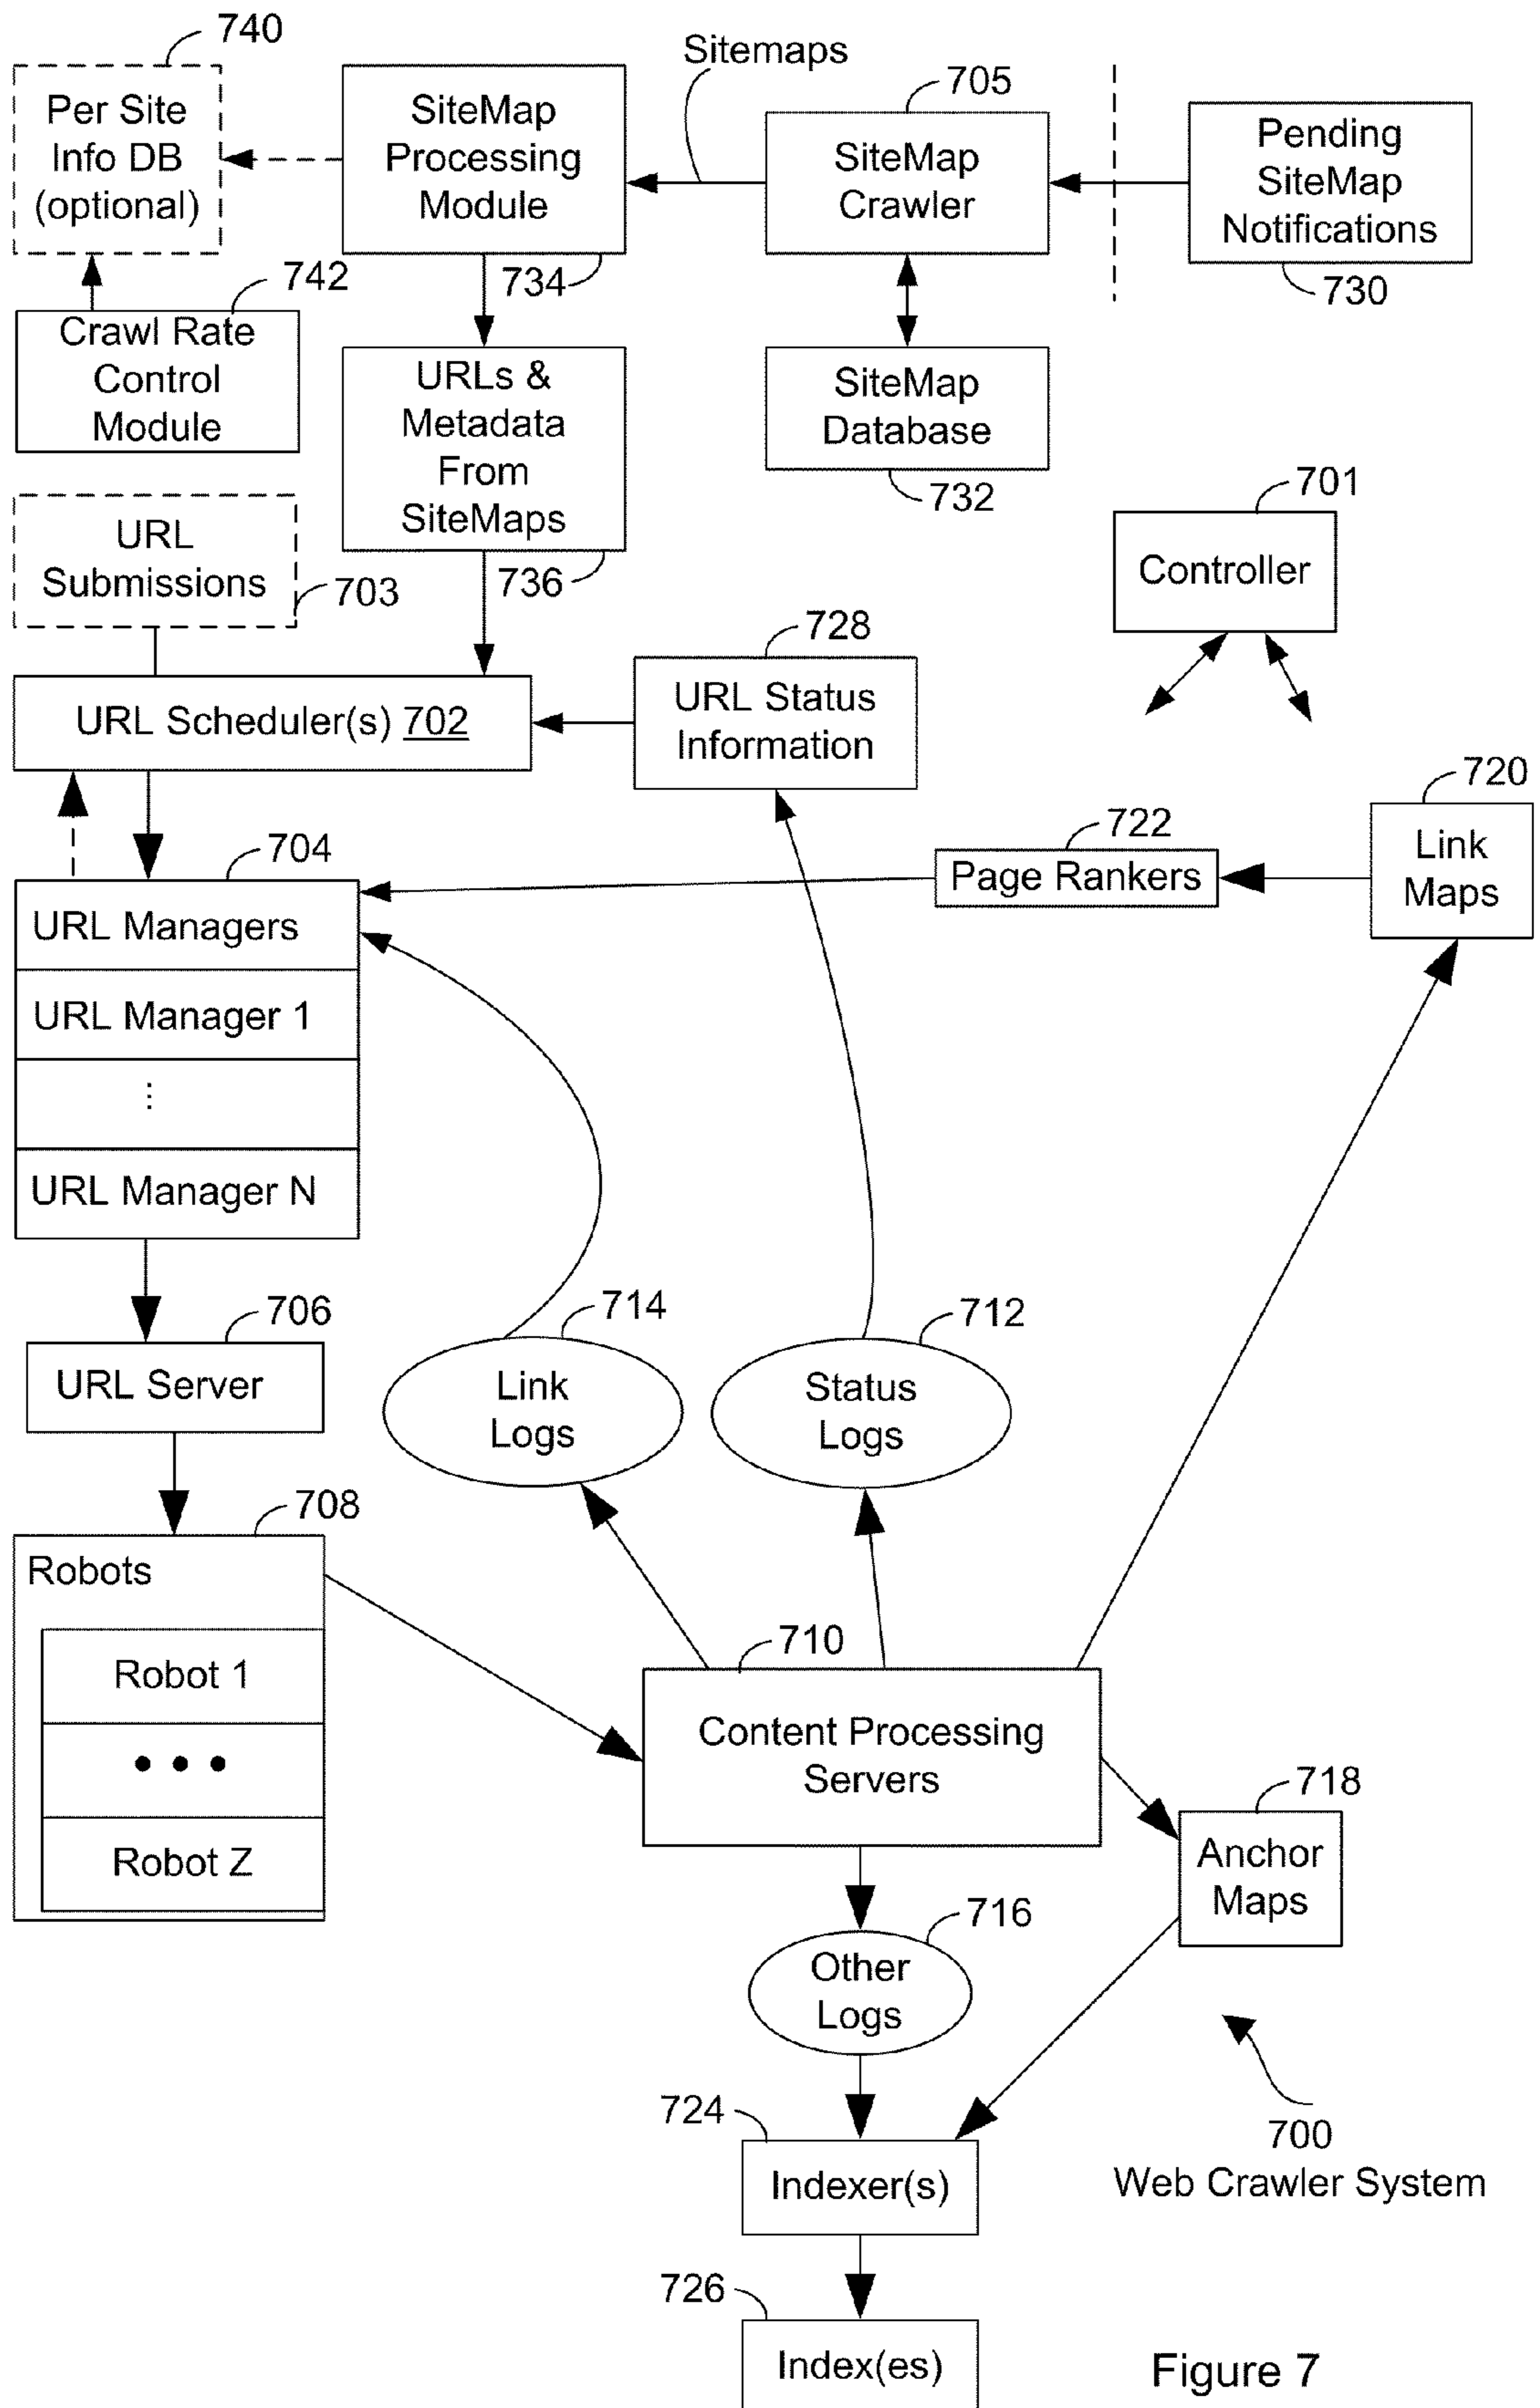 740
Per Site
Info DB
(optional)
SiteMap
Processing
Module
734
Sitemaps
705
SiteMap
Crawler
Pending
SiteMap
Notifications
730
742
Crawl Rate
Control
Module
URLs &
Metadata
From
SiteMaps
736
SiteMap
Database
732
701
Controller
URL
Submissions
703
728
URL Status
Information
URL Scheduler(s) 702
720
Link
Maps
722
Page Rankers
704
URL Managers
URL Manager 1
⋮
URL Manager N
706
URL Server
714
Link
Logs
712
Status
Logs
708
Robots
Robot 1
• • •
Robot Z
710
Content Processing
Servers
718
Anchor
Maps
716
Other
Logs
724
Indexer(s)
700
Web Crawler System
726
Index(es)
Figure 7